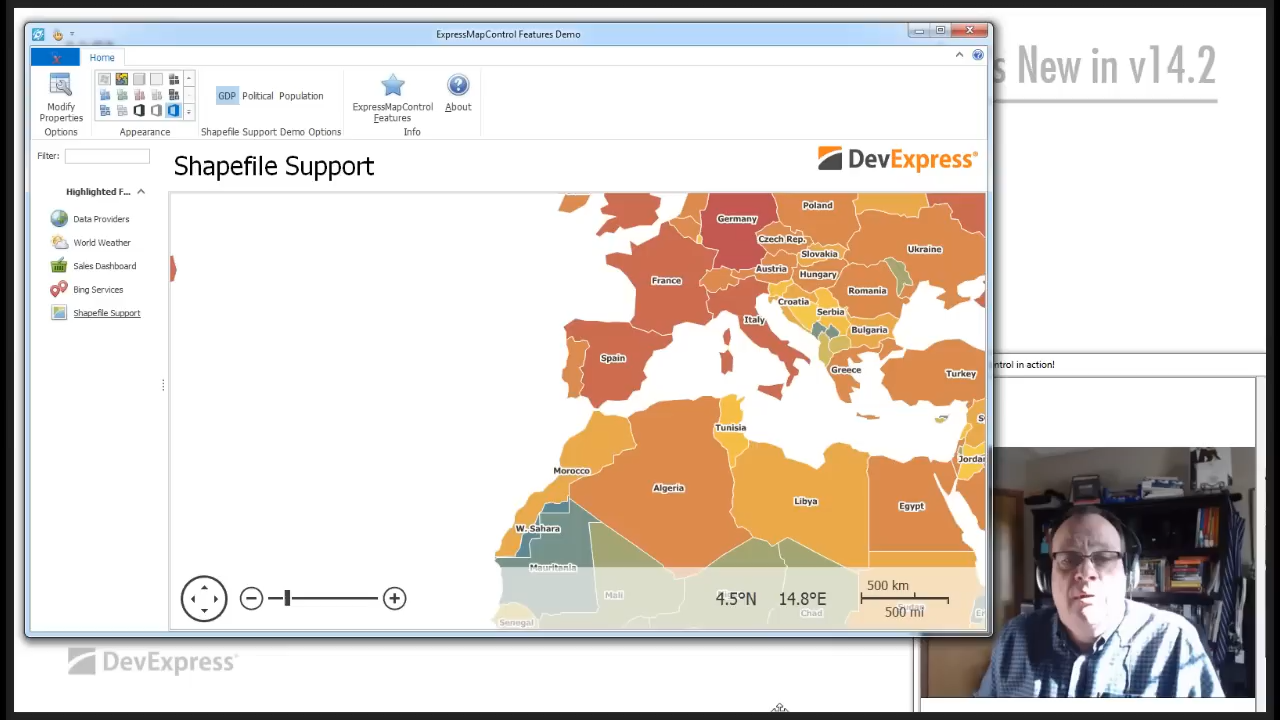 ExpressMapControl Features Demo
s New in v14.2
Home
Modify
Properties
Options
Appearance
GDP Political Population
Shapefile Support Demo Options
ExpressMapControl
Features
About
Info
Filter:
Shapefile Support
DevExpress®
Highlighted F...
Data Providers
World Weather
Sales Dashboard
Bing Services
Shapefile Support
Poland
Germany
Czech Rep.
Ukraine
Slovakia
Austria
Hungary
France
Romania
Croatia
Serbia
Italy
Bulgaria
Spain
Greece
Turkey
ntrol in action!
Tunisia
Jordan
Morocco
Algeria
Libya
Egypt
W. Sahara
Mauritania
Mali
Chad
Senegal
4.5°N 14.8°E
500 km
500 mi
DevExpress